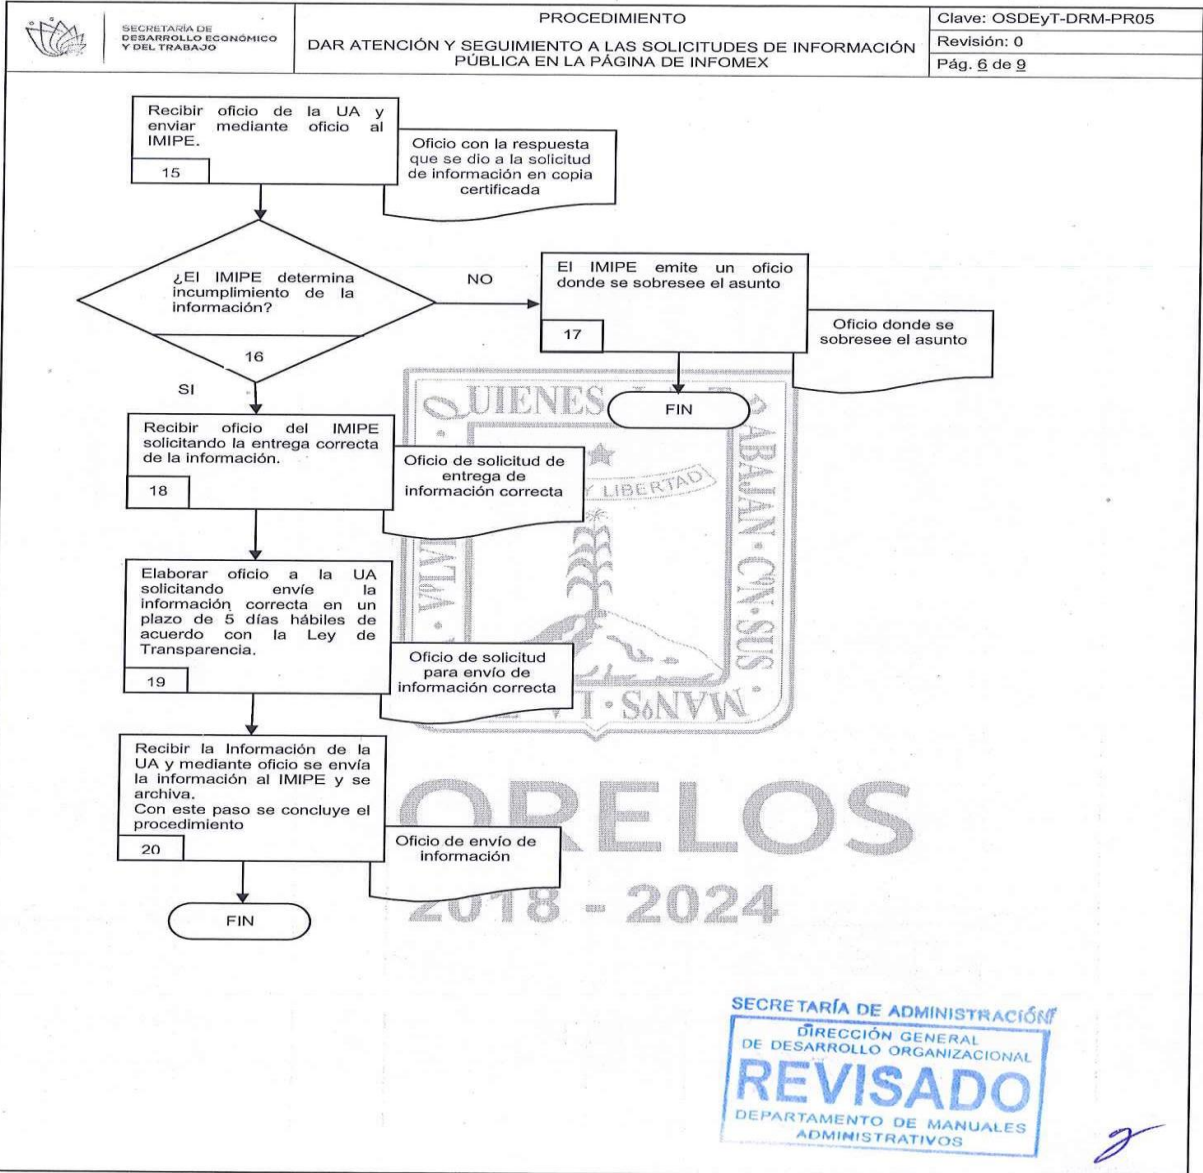 SECRETARÍA DE
DESARROLLO ECONÓMICO
Y DEL TRABAJO
PROCEDIMIENTO
DAR ATENCIÓN Y SEGUIMIENTO A LAS SOLICITUDES DE INFORMACIÓN
PÚBLICA EN LA PÁGINA DE INFOMEX
Clave: OSDEyT-DRM-PR05
Revisión: 0
Pág. 6 de 9
Recibir oficio de la UA y
enviar mediante oficio al
IMIPE.
15
Oficio con la respuesta
que se dio a la solicitud
de información en copia
certificada
¿El IMIPE determina
incumplimiento de la
información?
16
NO
El IMIPE emite un oficio
donde se sobresee el asunto
17
Oficio donde se
sobresee el asunto
FIN
SI
Recibir oficio del IMIPE
solicitando la entrega correcta
de la información.
18
Oficio de solicitud de
entrega de
información correcta
Elaborar oficio a la UA
solicitando envíe la
información correcta en un
plazo de 5 días hábiles de
acuerdo con la Ley de
Transparencia.
19
Oficio de solicitud
para envío de
información correcta
Recibir la Información de la
UA y mediante oficio se envía
la información al IMIPE y se
archiva.
Con este paso se concluye el
procedimiento
20
Oficio de envío de
información
FIN
QUIENES
ABAJAN·CON·SUS
MANOS·LA
Y LIBERTAD
ORELOS
2018 - 2024
SECRETARÍA DE ADMINISTRACIÓN
DIRECCIÓN GENERAL
DE DESARROLLO ORGANIZACIONAL
REVISADO
DEPARTAMENTO DE MANUALES
ADMINISTRATIVOS